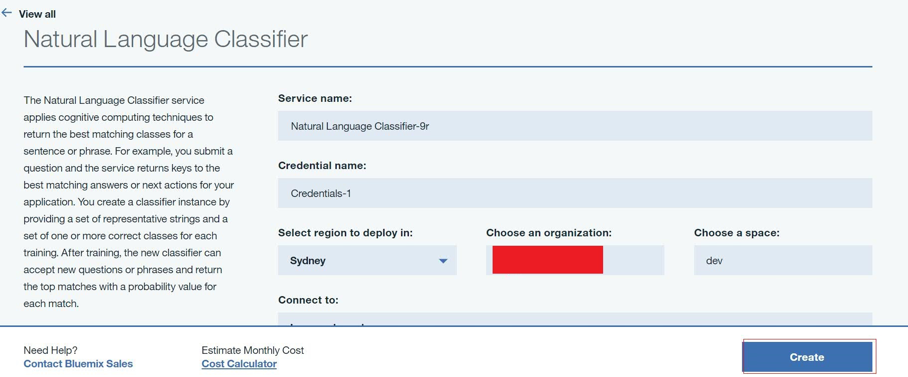 View all
Natural Language Classifier
The Natural Language Classifier service
applies cognitive computing techniques to
return the best matching classes for a
sentence or phrase. For example, you submit a
question and the service returns keys to the
best matching answers or next actions for your
application. You create a classifier instance by
providing a set of representative strings and a
set of one or more correct classes for each
training. After training, the new classifier can
accept new questions or phrases and return
the top matches with a probability value for
each match.
Service name:
Natural Language Classifier-9r
Credential name:
Credentials-1
Select region to deploy in:
Sydney
Choose an organization:
Choose a space:
dev
Connect to:
Need Help?
Contact Bluemix Sales
Estimate Monthly Cost
Cost Calculator
Create